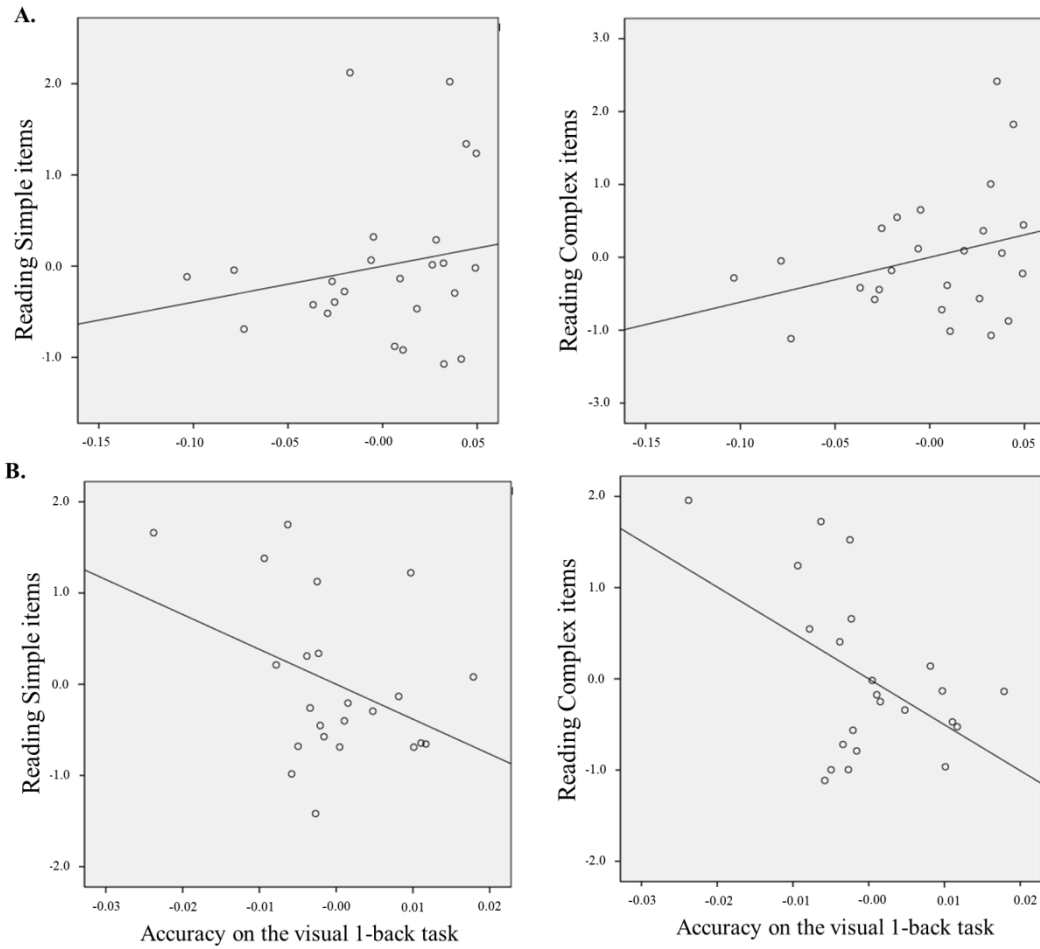 A.
Reading Simple items
2.0
1.0
0.0
-1.0
-0.15 -0.10 -0.05 -0.00 0.05
Reading Complex items
3.0
2.0
1.0
0.0
-1.0
-3.0
-0.15 -0.10 -0.05 -0.00 0.05
B.
Reading Simple items
2.0
1.0
0.0
-1.0
-2.0
-0.03 -0.02 -0.01 -0.00 0.01 0.02
Accuracy on the visual 1-back task
Reading Complex items
2.0
1.0
0.0
-1.0
-2.0
-0.03 -0.02 -0.01 -0.00 0.01 0.02
Accuracy on the visual 1-back task